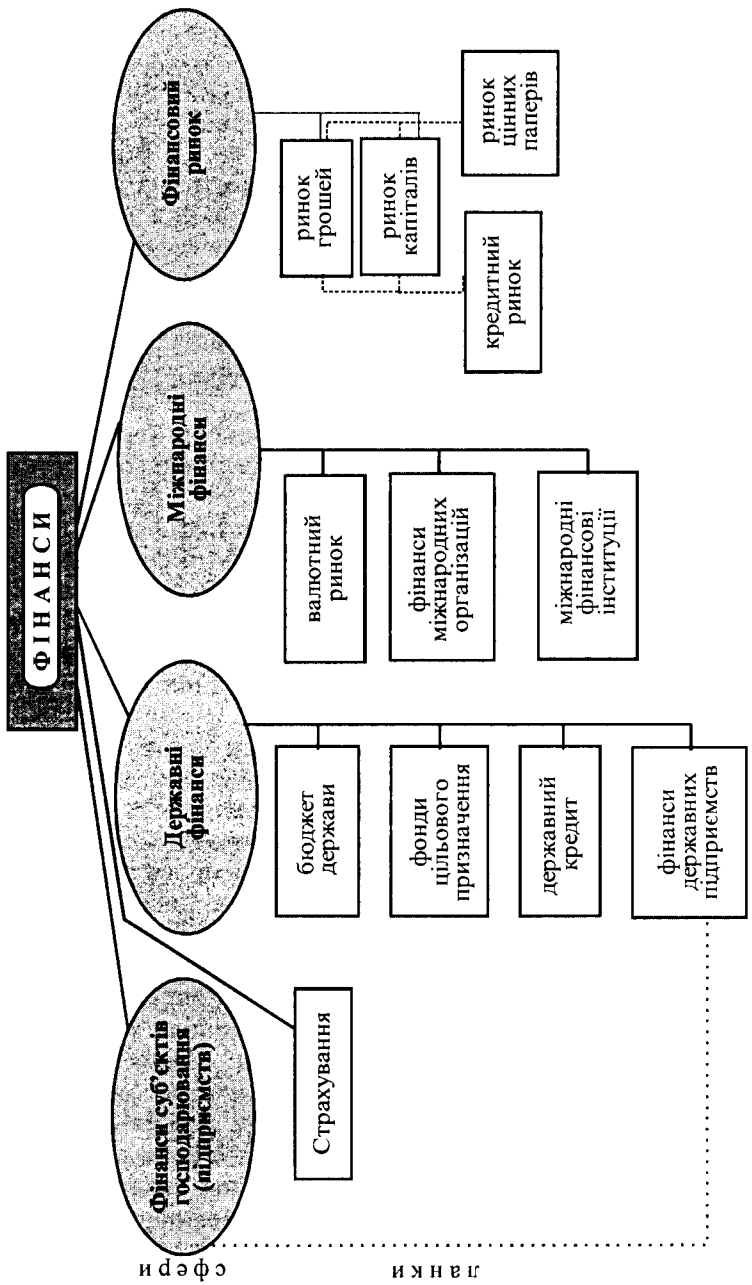 ФІНАНСИ
сфери
Фінанси суб'єктів
господарювання
(підприємств)
Державні
фінанси
Міжнародні
фінанси
Фінансовий
ринок
ланки
Страхування
бюджет
держави
фонди
цільового
призначення
державний
кредит
фінанси
державних
підприємств
валютний
ринок
фінанси
міжнародних
організацій
міжнародні
фінансові
інституції
ринок
грошей
ринок
капіталів
кредитний
ринок
ринок
цінних
паперів